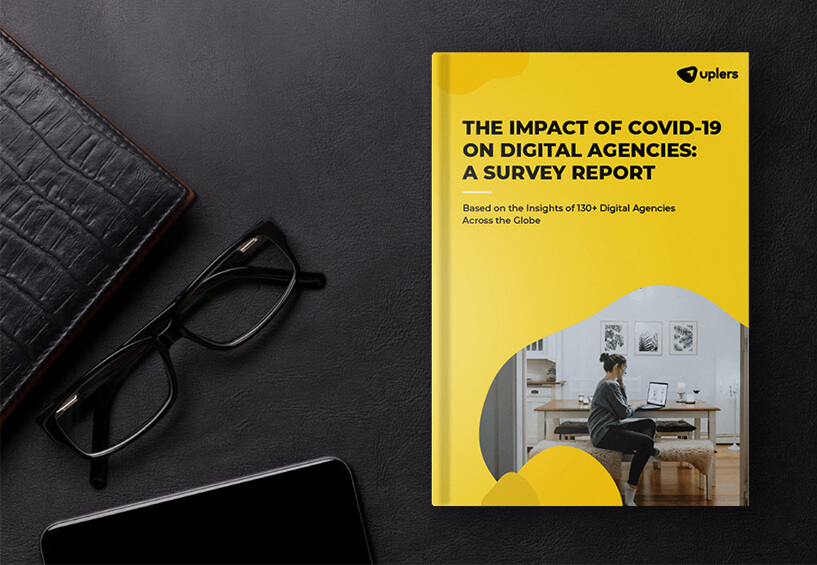 uplers
THE IMPACT OF COVID-19
ON DIGITAL AGENCIES:
A SURVEY REPORT
Based on the Insights of 130+ Digital Agencies
Across the Globe